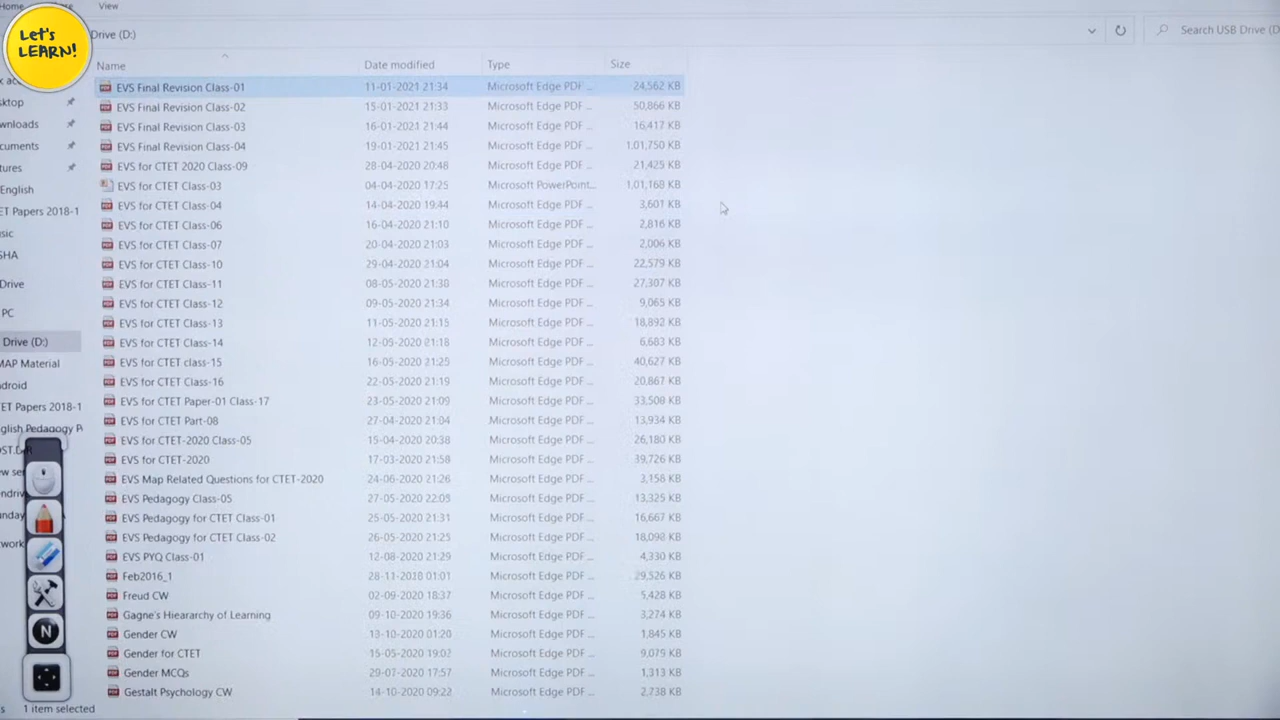 Home
View
Let's
LEARN!
Drive (D:)
Search USB Drive (D
Name Date modified Type Size
EVS Final Revision Class-01 11-01-2021 21:34 Microsoft Edge PDF ... 24,562 KB
EVS Final Revision Class-02 15-01-2021 21:33 Microsoft Edge PDF ... 50,866 KB
EVS Final Revision Class-03 16-01-2021 21:44 Microsoft Edge PDF ... 16,417 KB
EVS Final Revision Class-04 19-01-2021 21:45 Microsoft Edge PDF ... 1,01,750 KB
EVS for CTET 2020 Class-09 28-04-2020 20:48 Microsoft Edge PDF ... 21,425 KB
EVS for CTET Class-03 04-04-2020 17:25 Microsoft PowerPoint... 1,01,169 KB
EVS for CTET Class-04 14-04-2020 19:44 Microsoft Edge PDF ... 3,601 KB
EVS for CTET Class-06 16-04-2020 21:10 Microsoft Edge PDF ... 2,816 KB
EVS for CTET Class-07 20-04-2020 21:03 Microsoft Edge PDF ... 2,006 KB
EVS for CTET Class-10 29-04-2020 21:04 Microsoft Edge PDF ... 22,579 KB
EVS for CTET Class-11 08-05-2020 21:38 Microsoft Edge PDF ... 27,307 KB
EVS for CTET Class-12 09-05-2020 21:34 Microsoft Edge PDF ... 9,065 KB
EVS for CTET Class-13 11-05-2020 21:15 Microsoft Edge PDF ... 18,892 KB
EVS for CTET Class-14 12-05-2020 21:18 Microsoft Edge PDF ... 6,683 KB
EVS for CTET class-15 16-05-2020 21:25 Microsoft Edge PDF ... 40,627 KB
EVS for CTET Class-16 22-05-2020 21:19 Microsoft Edge PDF ... 20,867 KB
EVS for CTET Paper-01 Class-17 23-05-2020 21:09 Microsoft Edge PDF ... 33,508 KB
EVS for CTET Part-08 27-04-2020 21:04 Microsoft Edge PDF ... 13,934 KB
EVS for CTET-2020 Class-05 15-04-2020 20:38 Microsoft Edge PDF ... 26,180 KB
EVS for CTET-2020 17-03-2020 21:58 Microsoft Edge PDF ... 39,726 KB
EVS Map Related Questions for CTET-2020 24-06-2020 21:26 Microsoft Edge PDF ... 3,158 KB
EVS Pedagogy Class-05 27-05-2020 22:09 Microsoft Edge PDF ... 13,325 KB
EVS Pedagogy for CTET Class-01 25-05-2020 21:31 Microsoft Edge PDF ... 16,667 KB
EVS Pedagogy for CTET Class-02 26-05-2020 21:25 Microsoft Edge PDF ... 18,098 KB
EVS PYQ Class-01 12-08-2020 21:29 Microsoft Edge PDF ... 4,330 KB
Feb2016_1 28-11-2018 01:01 Microsoft Edge PDF ... 29,526 KB
Freud CW 02-09-2020 18:37 Microsoft Edge PDF ... 5,428 KB
Gagne's Hieararchy of Learning 09-10-2020 19:36 Microsoft Edge PDF ... 3,274 KB
Gender CW 13-10-2020 01:20 Microsoft Edge PDF ... 1,845 KB
Gender for CTET 15-05-2020 19:02 Microsoft Edge PDF ... 9,079 KB
Gender MCQs 29-07-2020 17:57 Microsoft Edge PDF ... 1,313 KB
Gestalt Psychology CW 14-10-2020 09:22 Microsoft Edge PDF ... 2,738 KB
sktop
wnloads
cuments
tures
English
ET Papers 2018-1
sic
SHA
Drive
PC
Drive (D:)
MAP Material
ndroid
ET Papers 2018-1
glish Pedagogy P
ew se
endriv
unday
work
N
s 1 item selected